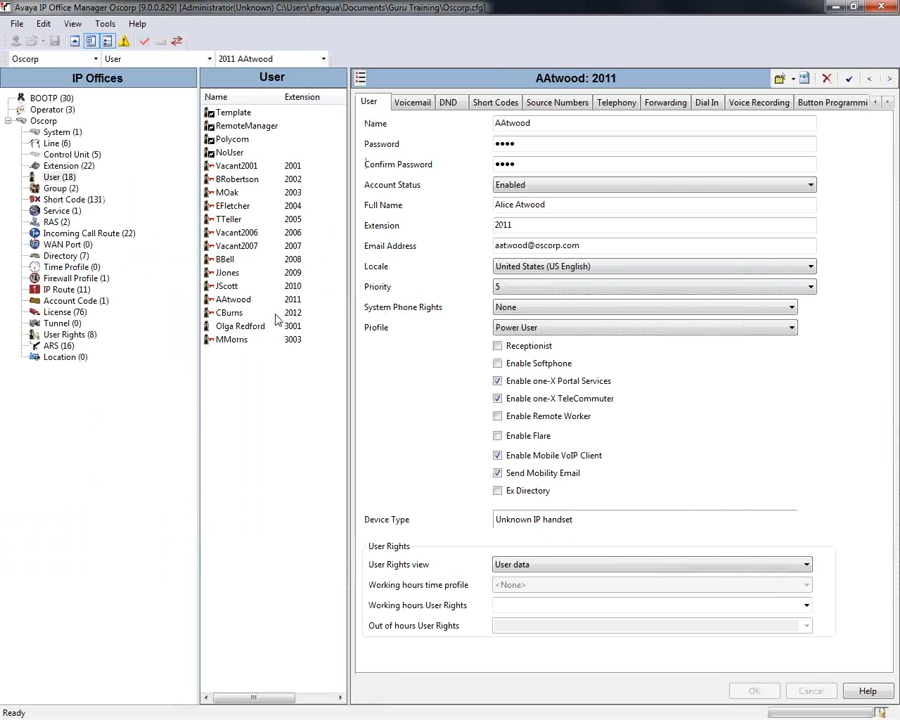 Avaya IP Office Manager Oscorp [9.0.0.829] [Administrator(Unknown) C:\Users\pfragua\Documents\Guru Training\Oscorp.cfg]
File Edit View Tools Help
Oscorp User 2011 AAtwood
IP Offices
BOOTP (30)
Operator (3)
Oscorp
System (1)
Line (6)
Control Unit (5)
Extension (22)
User (18)
Group (2)
Short Code (131)
Service (1)
RAS (2)
Incoming Call Route (22)
WAN Port (0)
Directory (7)
Time Profile (0)
Firewall Profile (1)
IP Route (11)
Account Code (1)
License (76)
Tunnel (0)
User Rights (8)
ARS (16)
Location (0)
User
Name Extension
Template
RemoteManager
Polycom
NoUser
Vacant2001 2001
BRobertson 2002
MOak 2003
EFletcher 2004
TTeller 2005
Vacant2006 2006
Vacant2007 2007
BBell 2008
JJones 2009
JScott 2010
AAtwood 2011
CBurns 2012
Olga Redford 3001
MMorris 3003
AAtwood: 2011
User Voicemail DND Short Codes Source Numbers Telephony Forwarding Dial In Voice Recording Button Programmi
Name AAtwood
Password ••••
Confirm Password ••••
Account Status Enabled
Full Name Alice Atwood
Extension 2011
Email Address aatwood@oscorp.com
Locale United States (US English)
Priority 5
System Phone Rights None
Profile Power User
Receptionist
Enable Softphone
Enable one-X Portal Services
Enable one-X TeleCommuter
Enable Remote Worker
Enable Flare
Enable Mobile VoIP Client
Send Mobility Email
Ex Directory
Device Type Unknown IP handset
User Rights
User Rights view User data
Working hours time profile <None>
Working hours User Rights
Out of hours User Rights
OK Cancel Help
Ready